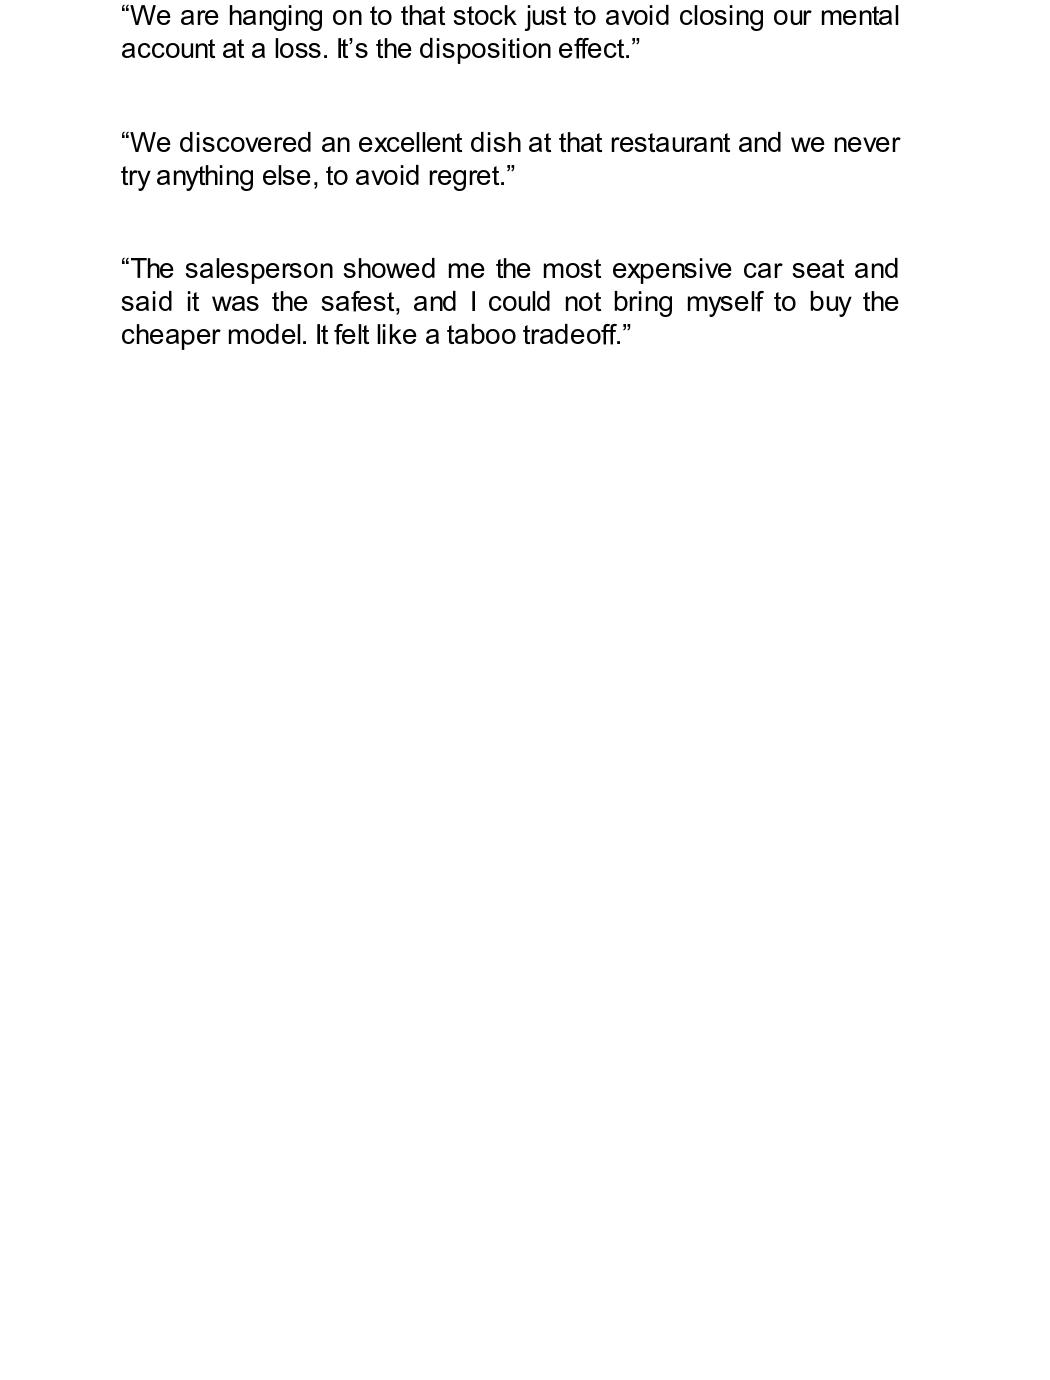 “We are hanging on to that stock just to avoid closing our mental
account at a loss. It’s the disposition effect.”
“We discovered an excellent dish at that restaurant and we never
try anything else, to avoid regret.”
“The salesperson showed me the most expensive car seat and
said it was the safest, and I could not bring myself to buy the
cheaper model. It felt like a taboo tradeoff.”